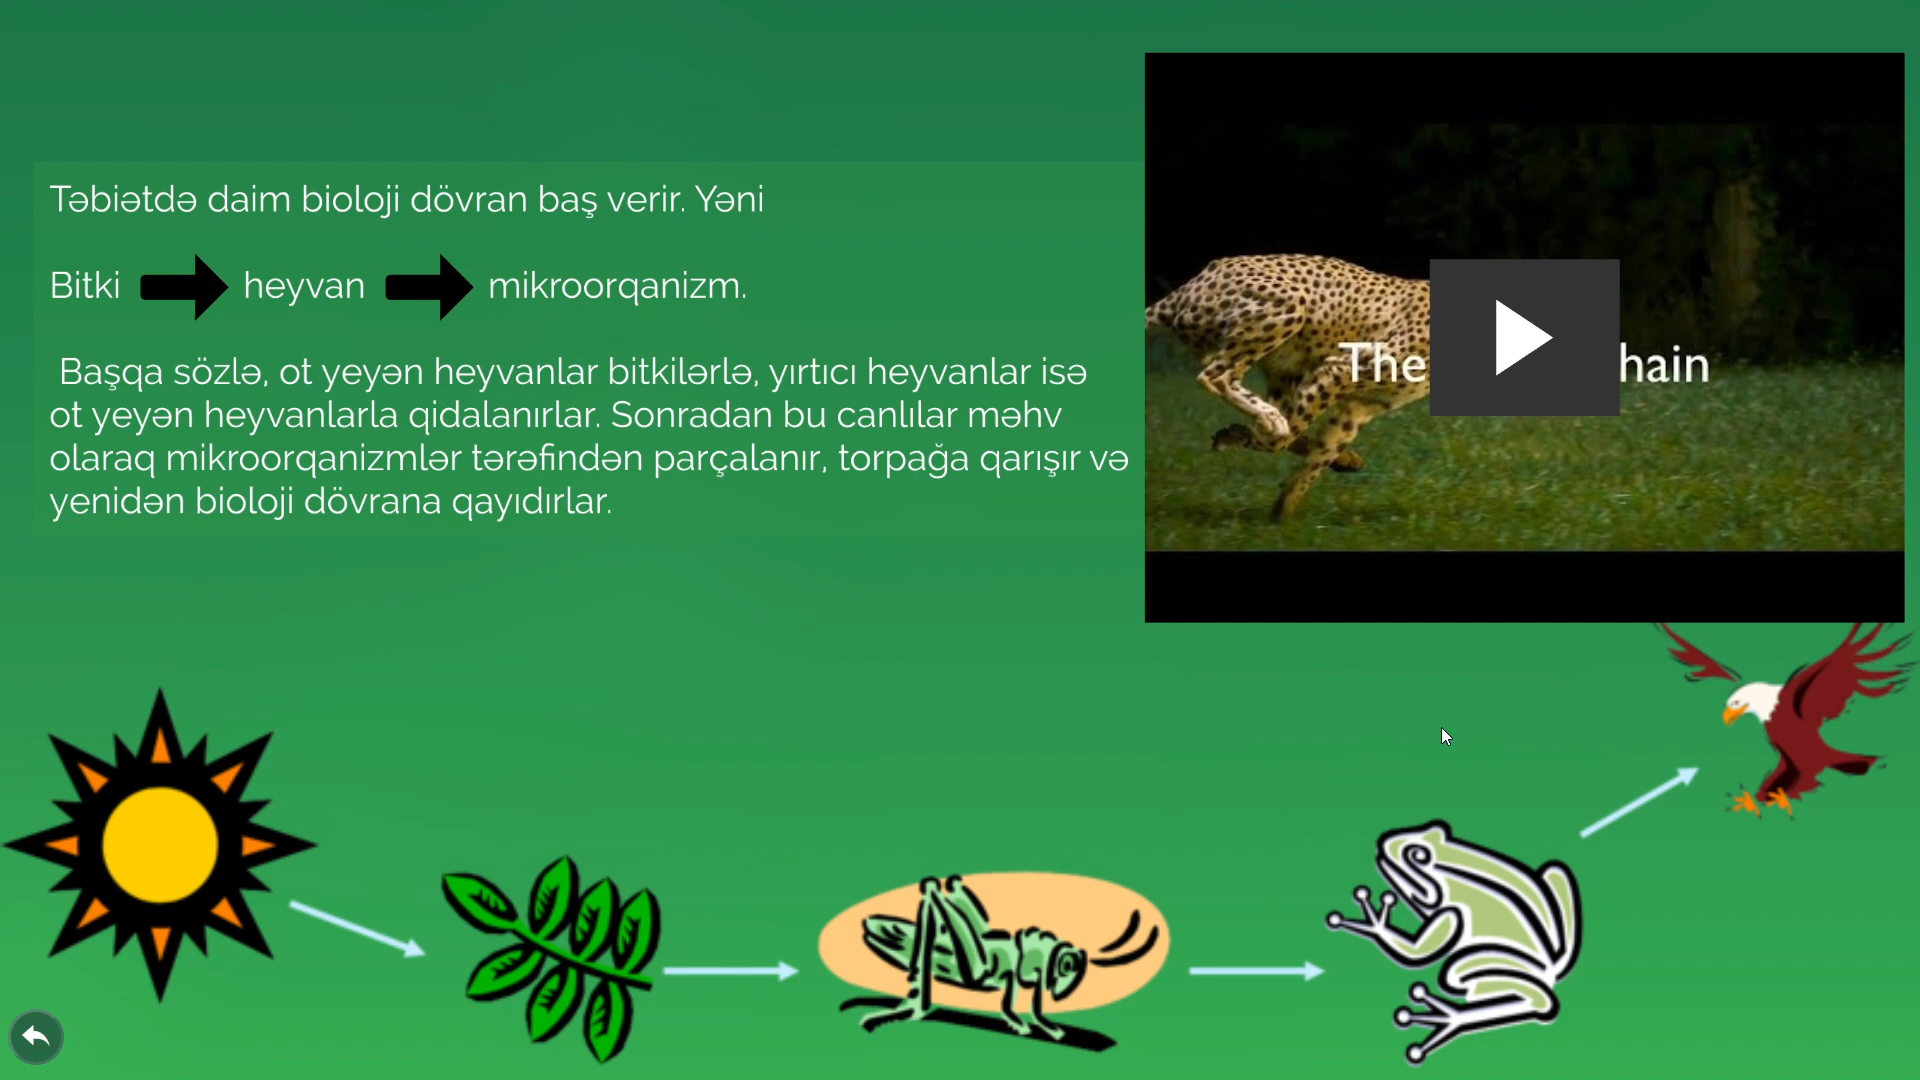 Təbiətdə daim bioloji dövran baş verir. Yəni
Bitki heyvan mikroorqanizm.
Başqa sözlə, ot yeyən heyvanlar bitkilərlə, yırtıcı heyvanlar isə
ot yeyən heyvanlarla qidalanırlar. Sonradan bu canlılar məhv
olaraq mikroorqanizmlər tərəfindən parçalanır, torpağa qarışır və
yenidən bioloji dövrana qayıdırlar.
The